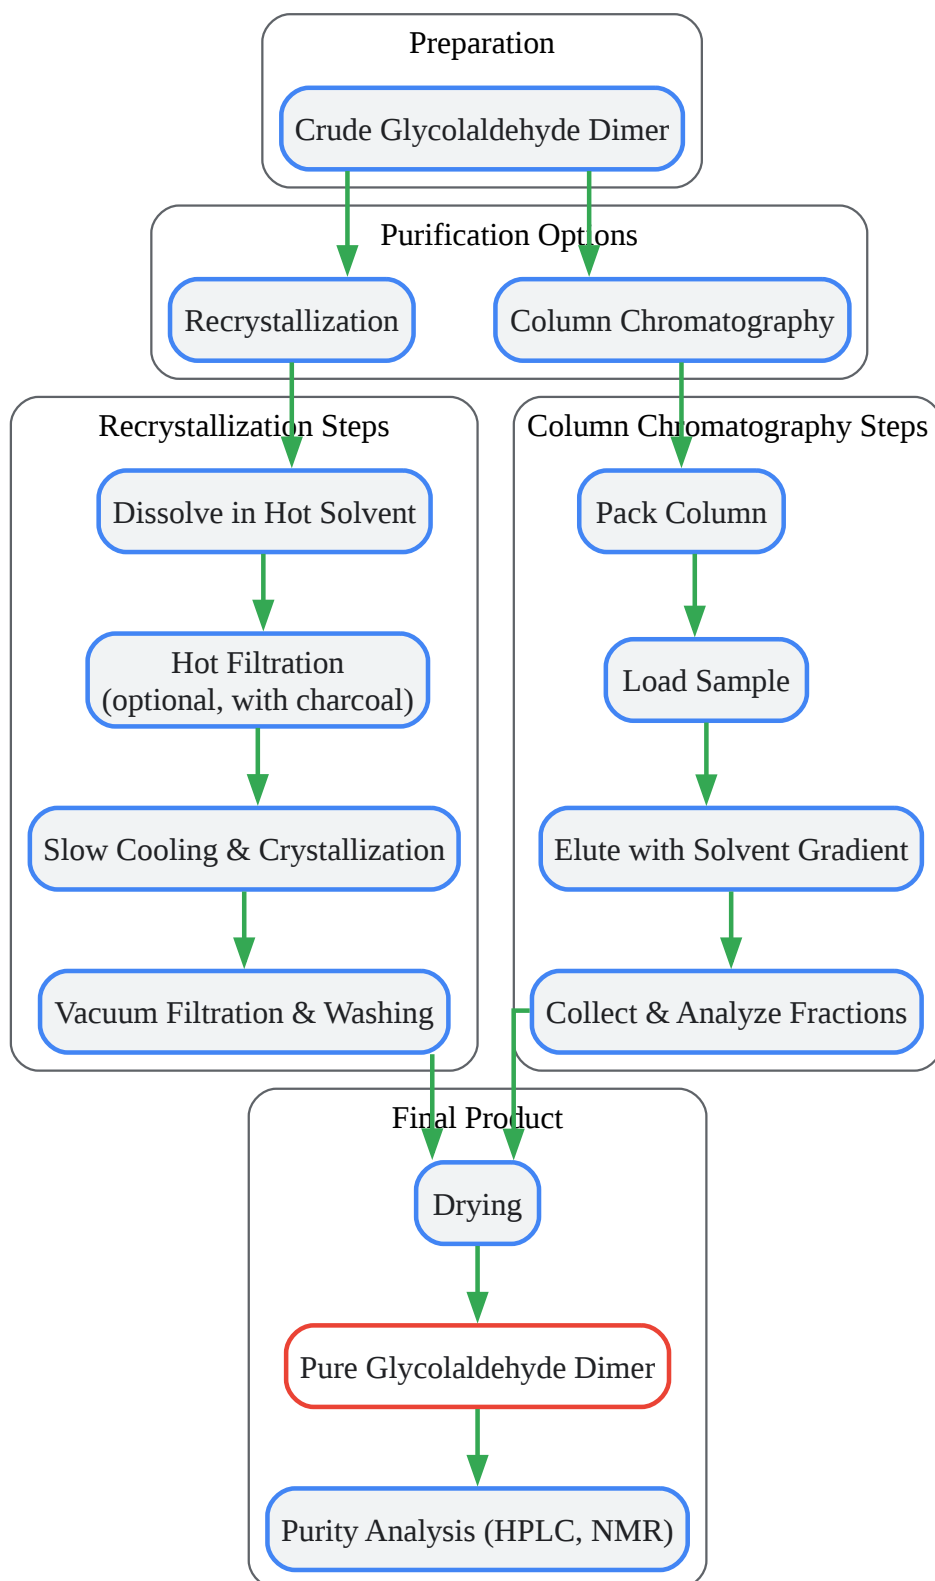 Preparation
Crude Glycolaldehyde Dimer
Purification Options
Recrystallization
Column Chromatography
Recrystallization Steps
Dissolve in Hot Solvent
Hot Filtration
(optional, with charcoal)
Slow Cooling & Crystallization
Vacuum Filtration & Washing
Column Chromatography Steps
Pack Column
Load Sample
Elute with Solvent Gradient
Collect & Analyze Fractions
Final Product
Drying
Pure Glycolaldehyde Dimer
Purity Analysis (HPLC, NMR)